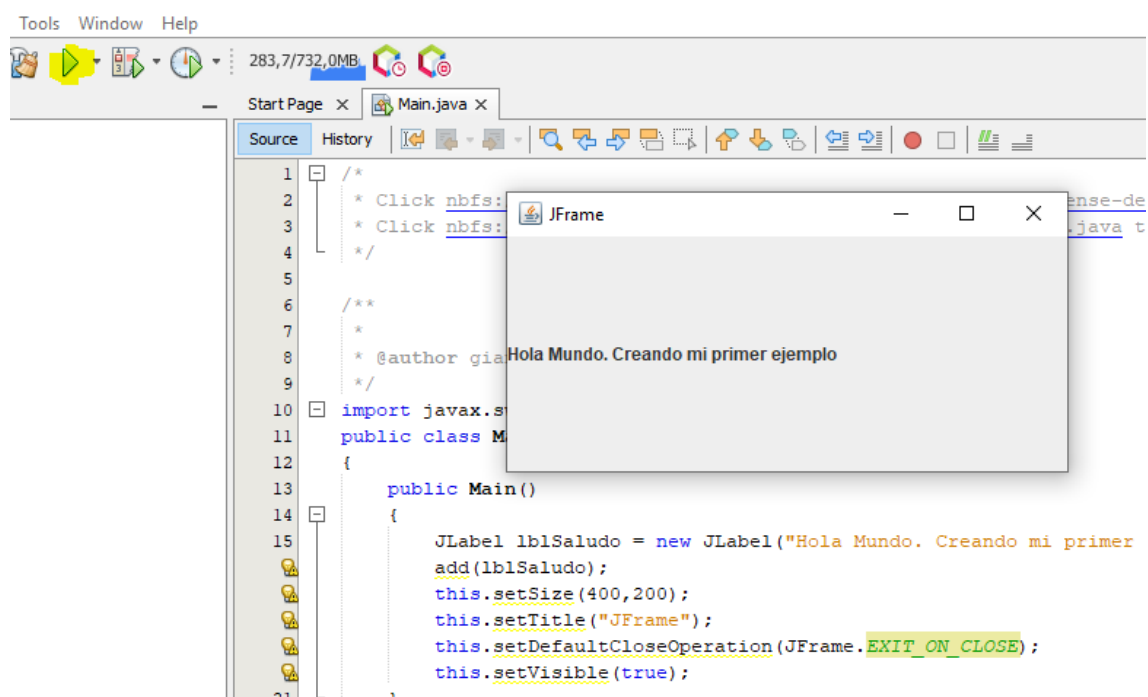 Tools Window Help
283,7/732,0MB
Start Page Main.java
Source History
1 /*
2 * Click nbfs: ense-de
3 * Click nbfs: .java t
4 */
5
6 /**
7 *
8 * @author gia
9 */
10 import javax.s
11 public class M
12 {
13 public Main()
14 {
15 JLabel lblSaludo = new JLabel("Hola Mundo. Creando mi primer
add(lblSaludo);
this.setSize(400,200);
this.setTitle("JFrame");
this.setDefaultCloseOperation(JFrame.EXIT_ON_CLOSE);
this.setVisible(true);
21 }
JFrame
Hola Mundo. Creando mi primer ejemplo